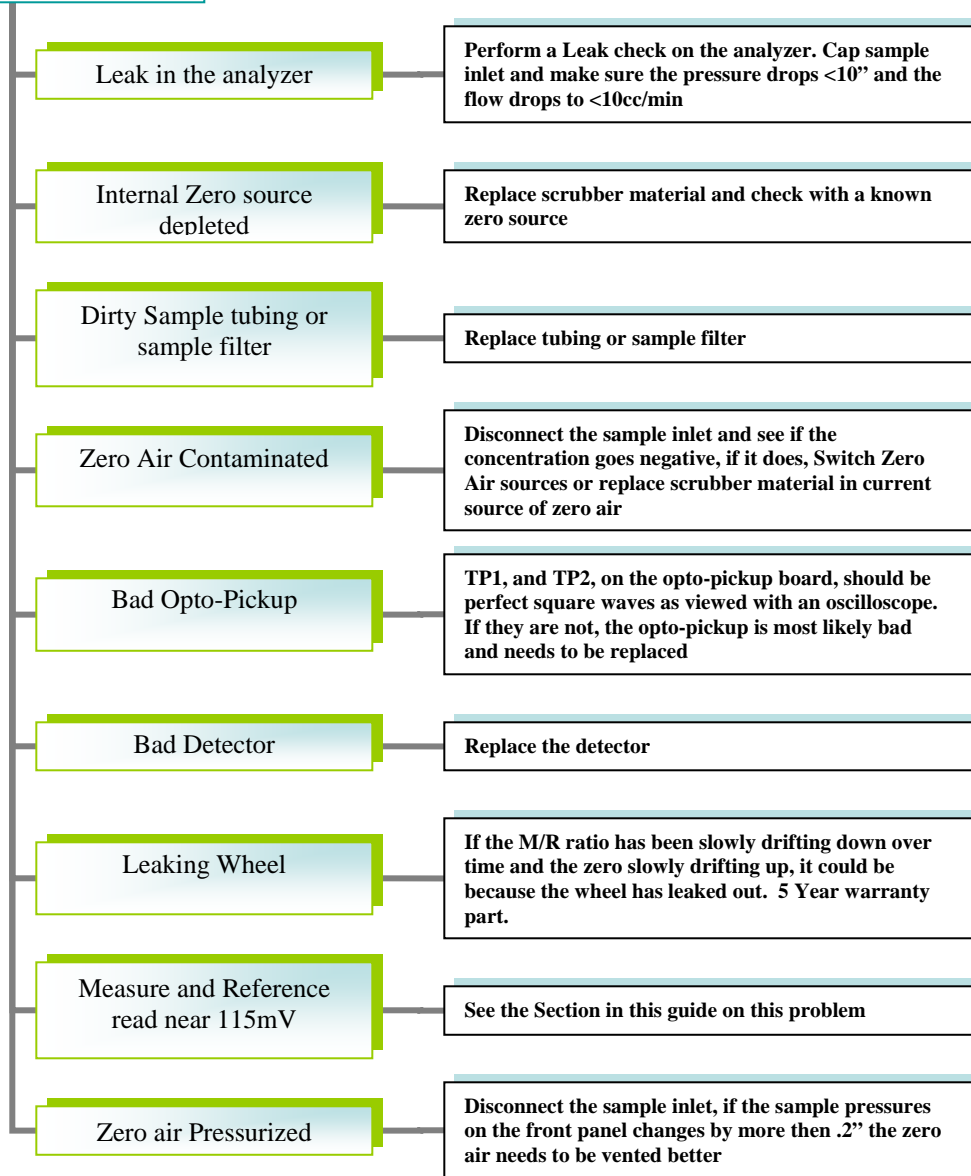 Leak in the analyzer
Perform a Leak check on the analyzer. Cap sample
inlet and make sure the pressure drops <10” and the
flow drops to <10cc/min
Internal Zero source
depleted
Replace scrubber material and check with a known
zero source
Dirty Sample tubing or
sample filter
Replace tubing or sample filter
Zero Air Contaminated
Disconnect the sample inlet and see if the
concentration goes negative, if it does, Switch Zero
Air sources or replace scrubber material in current
source of zero air
Bad Opto-Pickup
TP1, and TP2, on the opto-pickup board, should be
perfect square waves as viewed with an oscilloscope.
If they are not, the opto-pickup is most likely bad
and needs to be replaced
Bad Detector
Replace the detector
Leaking Wheel
If the M/R ratio has been slowly drifting down over
time and the zero slowly drifting up, it could be
because the wheel has leaked out.  5 Year warranty
part.
Measure and Reference
read near 115mV
See the Section in this guide on this problem
Zero air Pressurized
Disconnect the sample inlet, if the sample pressures
on the front panel changes by more then .2” the zero
air needs to be vented better